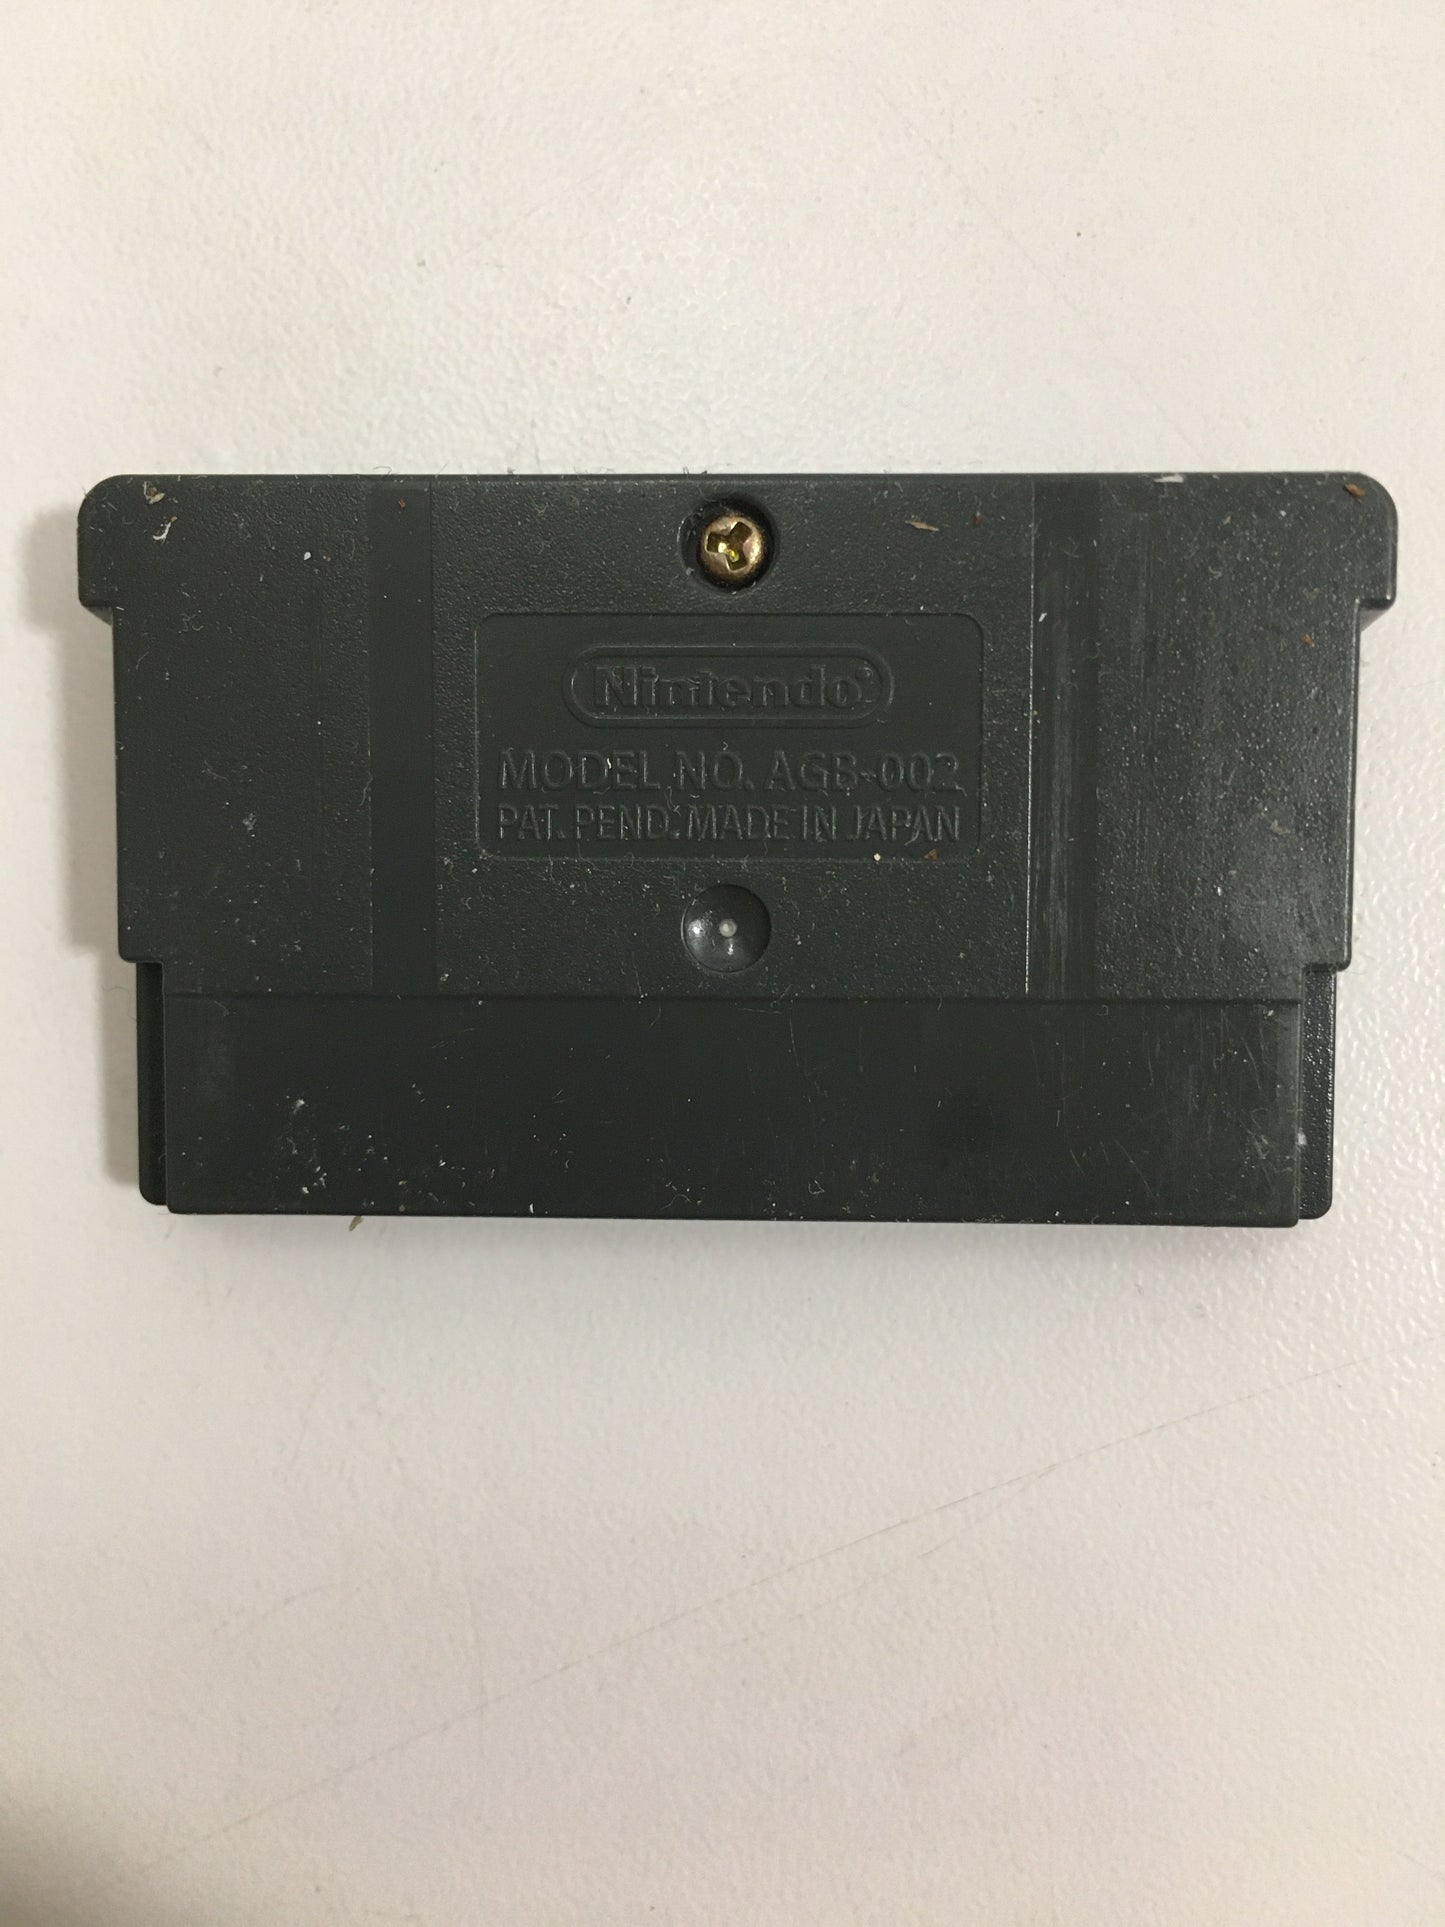 Nintendo®
MODEL NO. AGB-002
PAT. PEND. MADE IN JAPAN